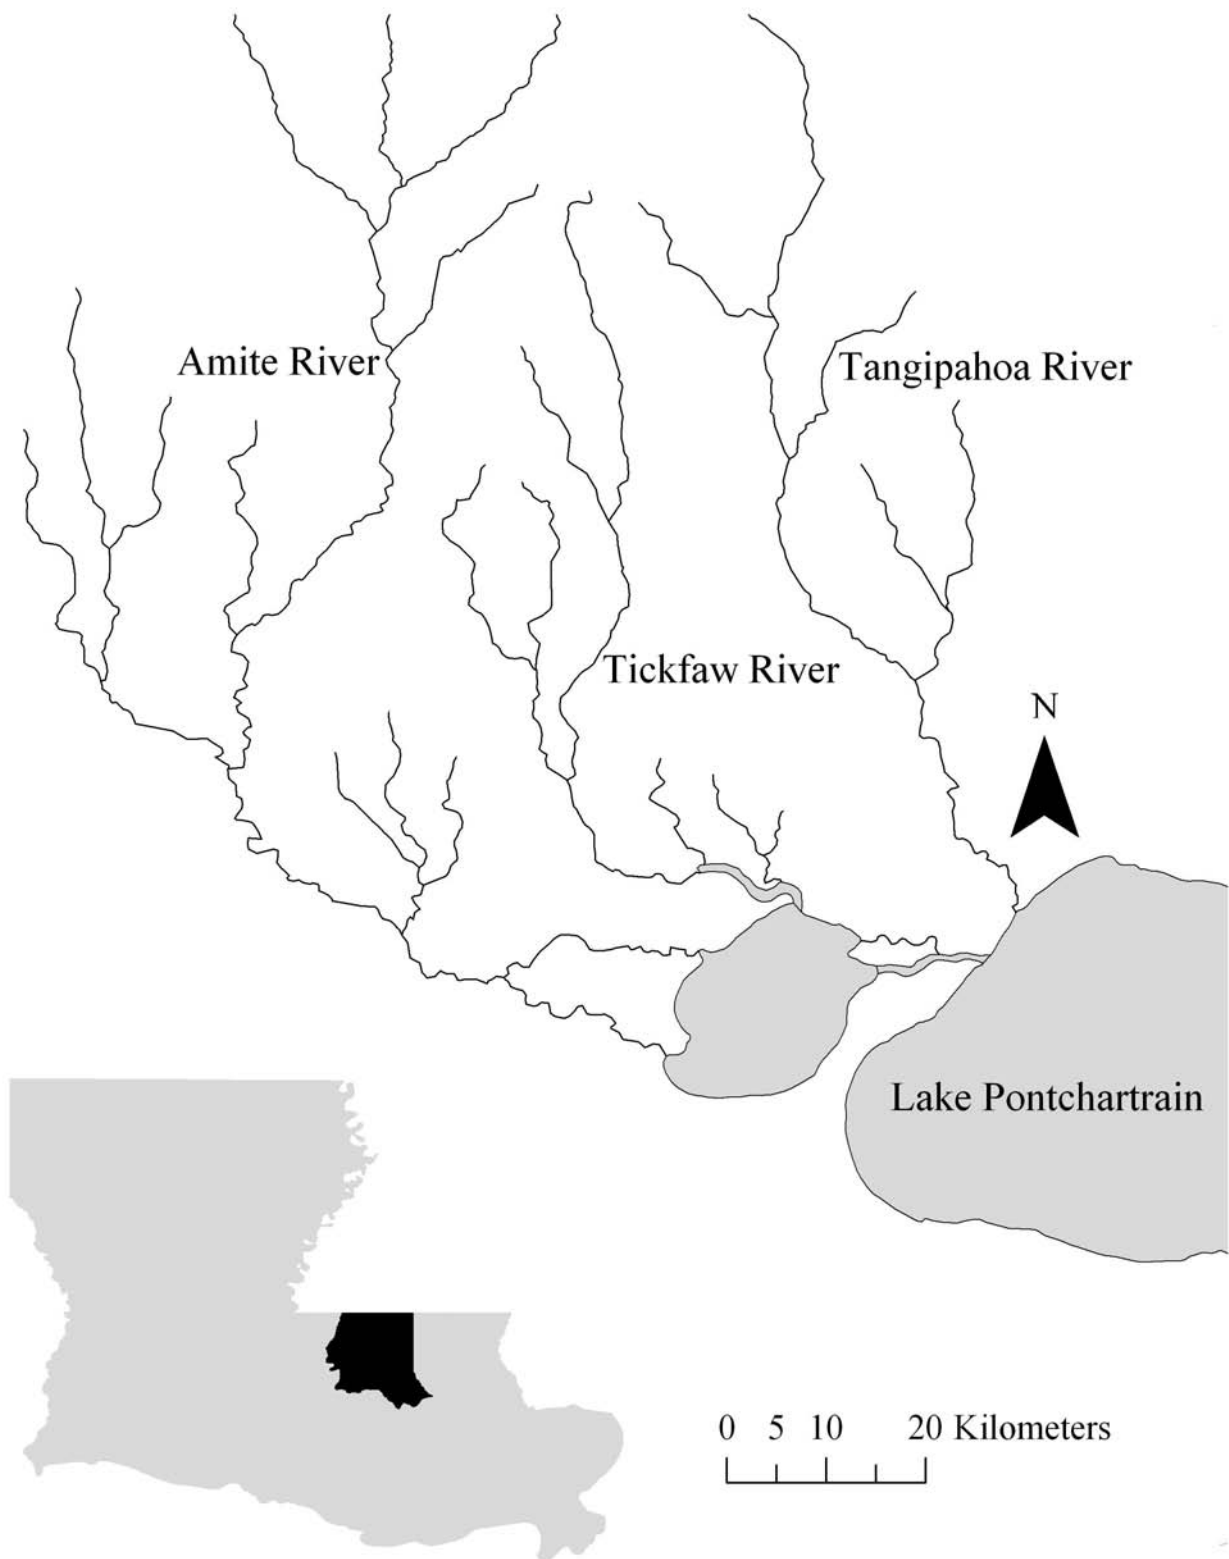 Amite River
Tangipahoa River
Tickfaw River
N
Lake Pontchartrain
0 5 10 20 Kilometers